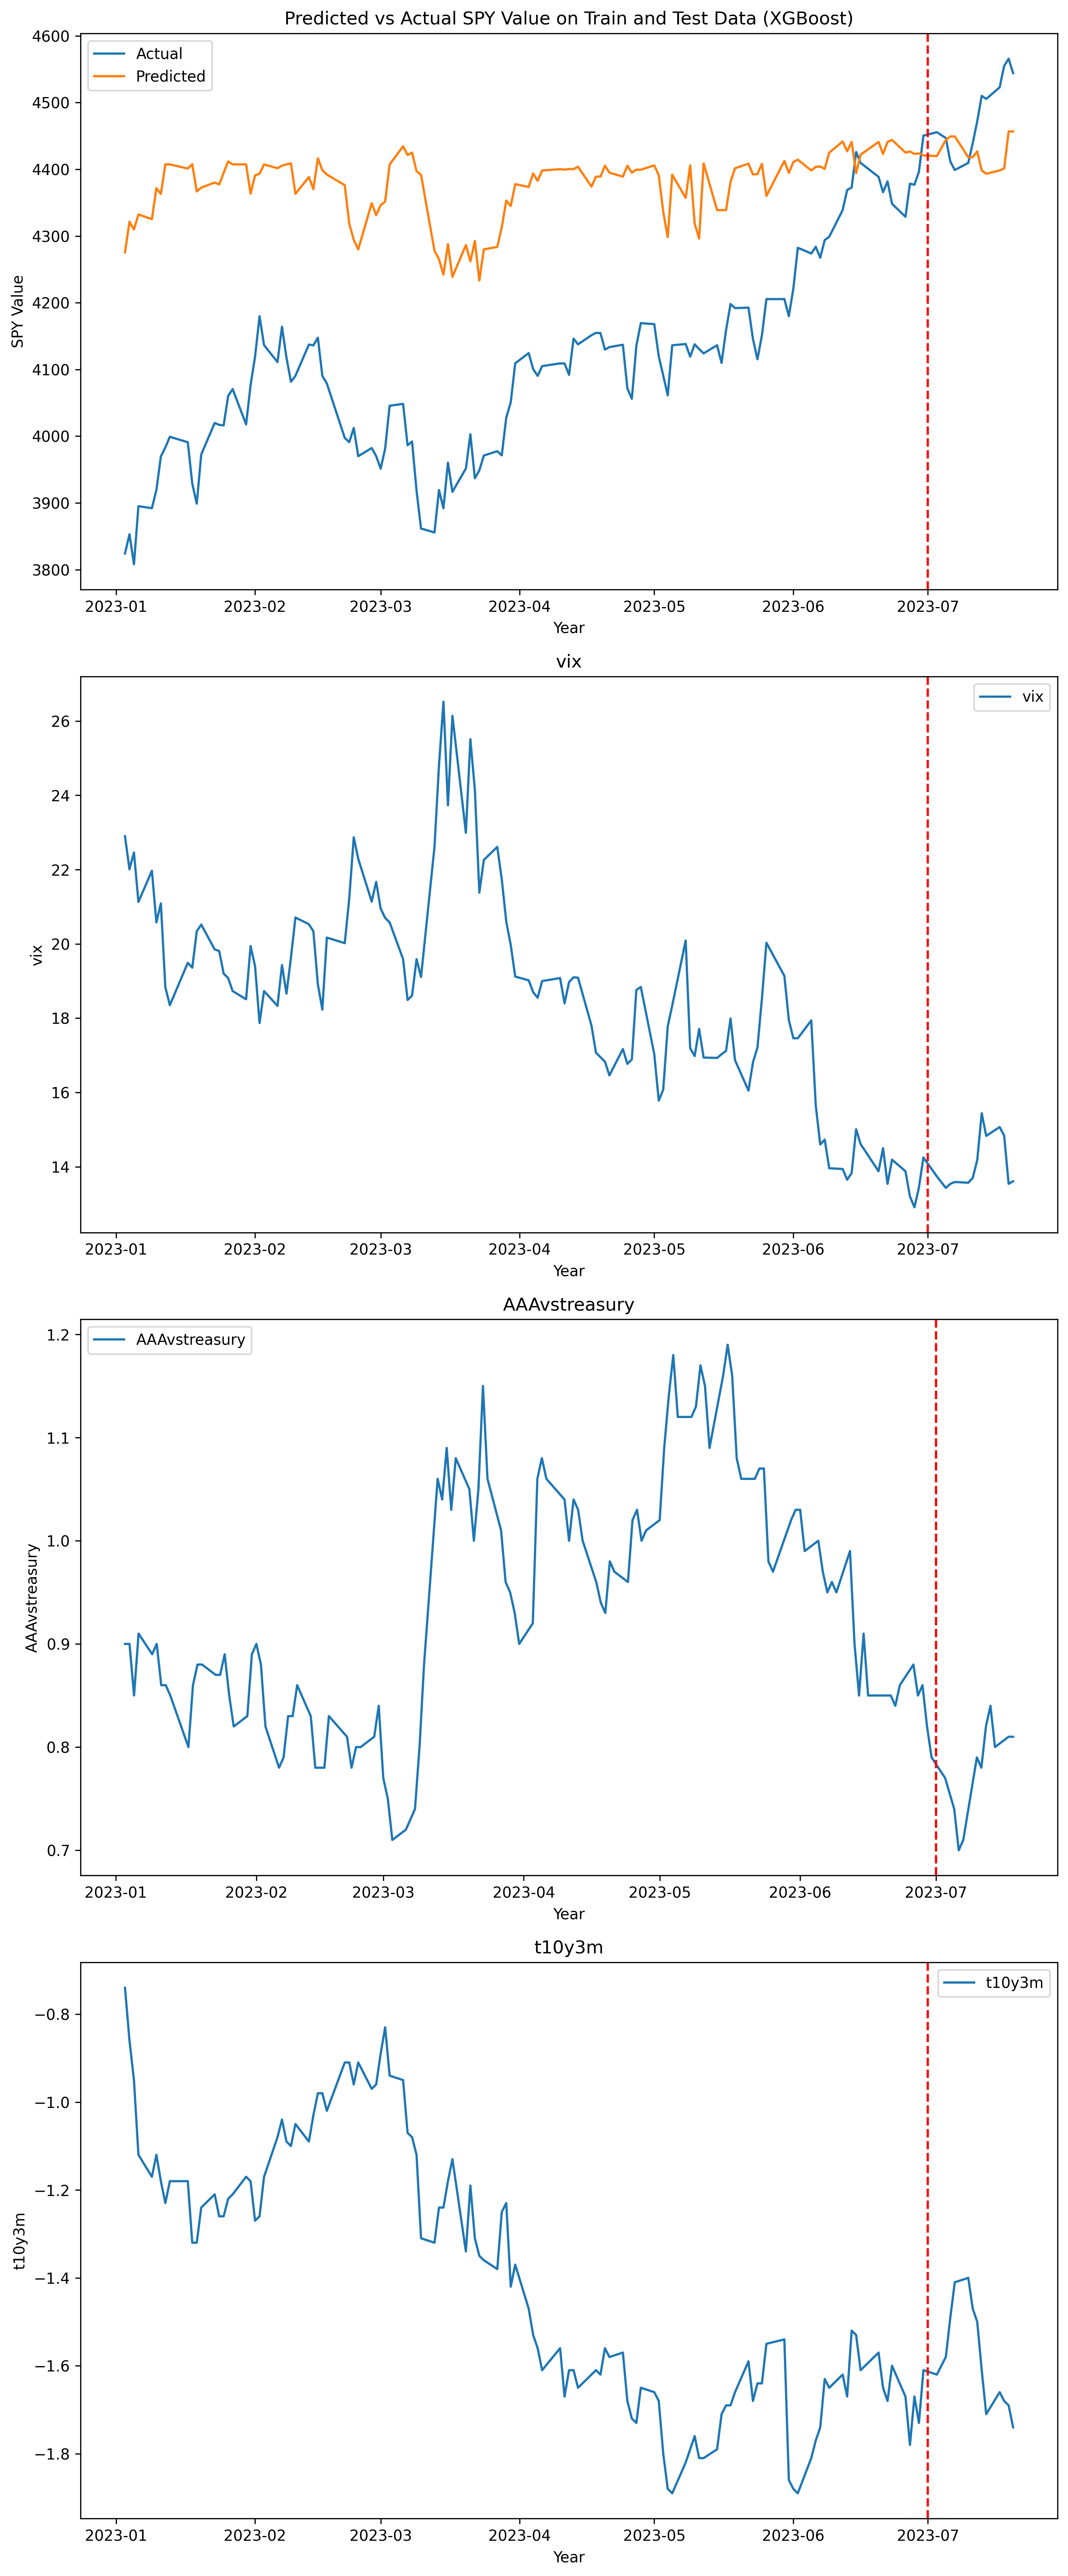 Predicted vs Actual SPY Value on Train and Test Data (XGBoost)
4600
4500
4400
4300
4200
4100
4000
3900
3800
SPY Value
Actual
Predicted
2023-01 2023-02 2023-03 2023-04 2023-05 2023-06 2023-07
Year
vix
26
24
22
20
18
16
14
vix
vix
2023-01 2023-02 2023-03 2023-04 2023-05 2023-06 2023-07
Year
AAAvstreasury
1.2
1.1
1.0
0.9
0.8
0.7
AAAvstreasury
AAAvstreasury
2023-01 2023-02 2023-03 2023-04 2023-05 2023-06 2023-07
Year
t10y3m
−0.8
−1.0
−1.2
−1.4
−1.6
−1.8
t10y3m
t10y3m
2023-01 2023-02 2023-03 2023-04 2023-05 2023-06 2023-07
Year